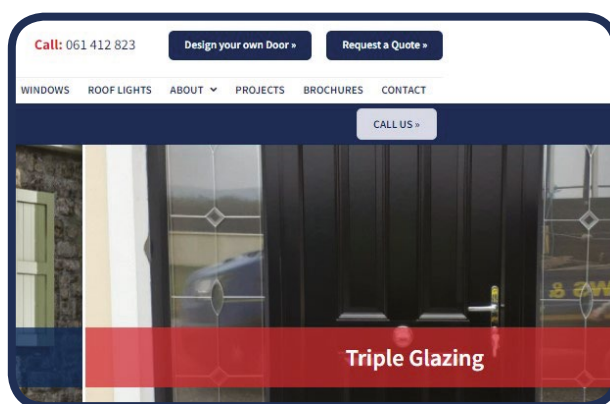 Call: 061 412 823
Design your own Door »
Request a Quote »
WINDOWS ROOF LIGHTS ABOUT PROJECTS BROCHURES CONTACT
CALL US »
Triple Glazing